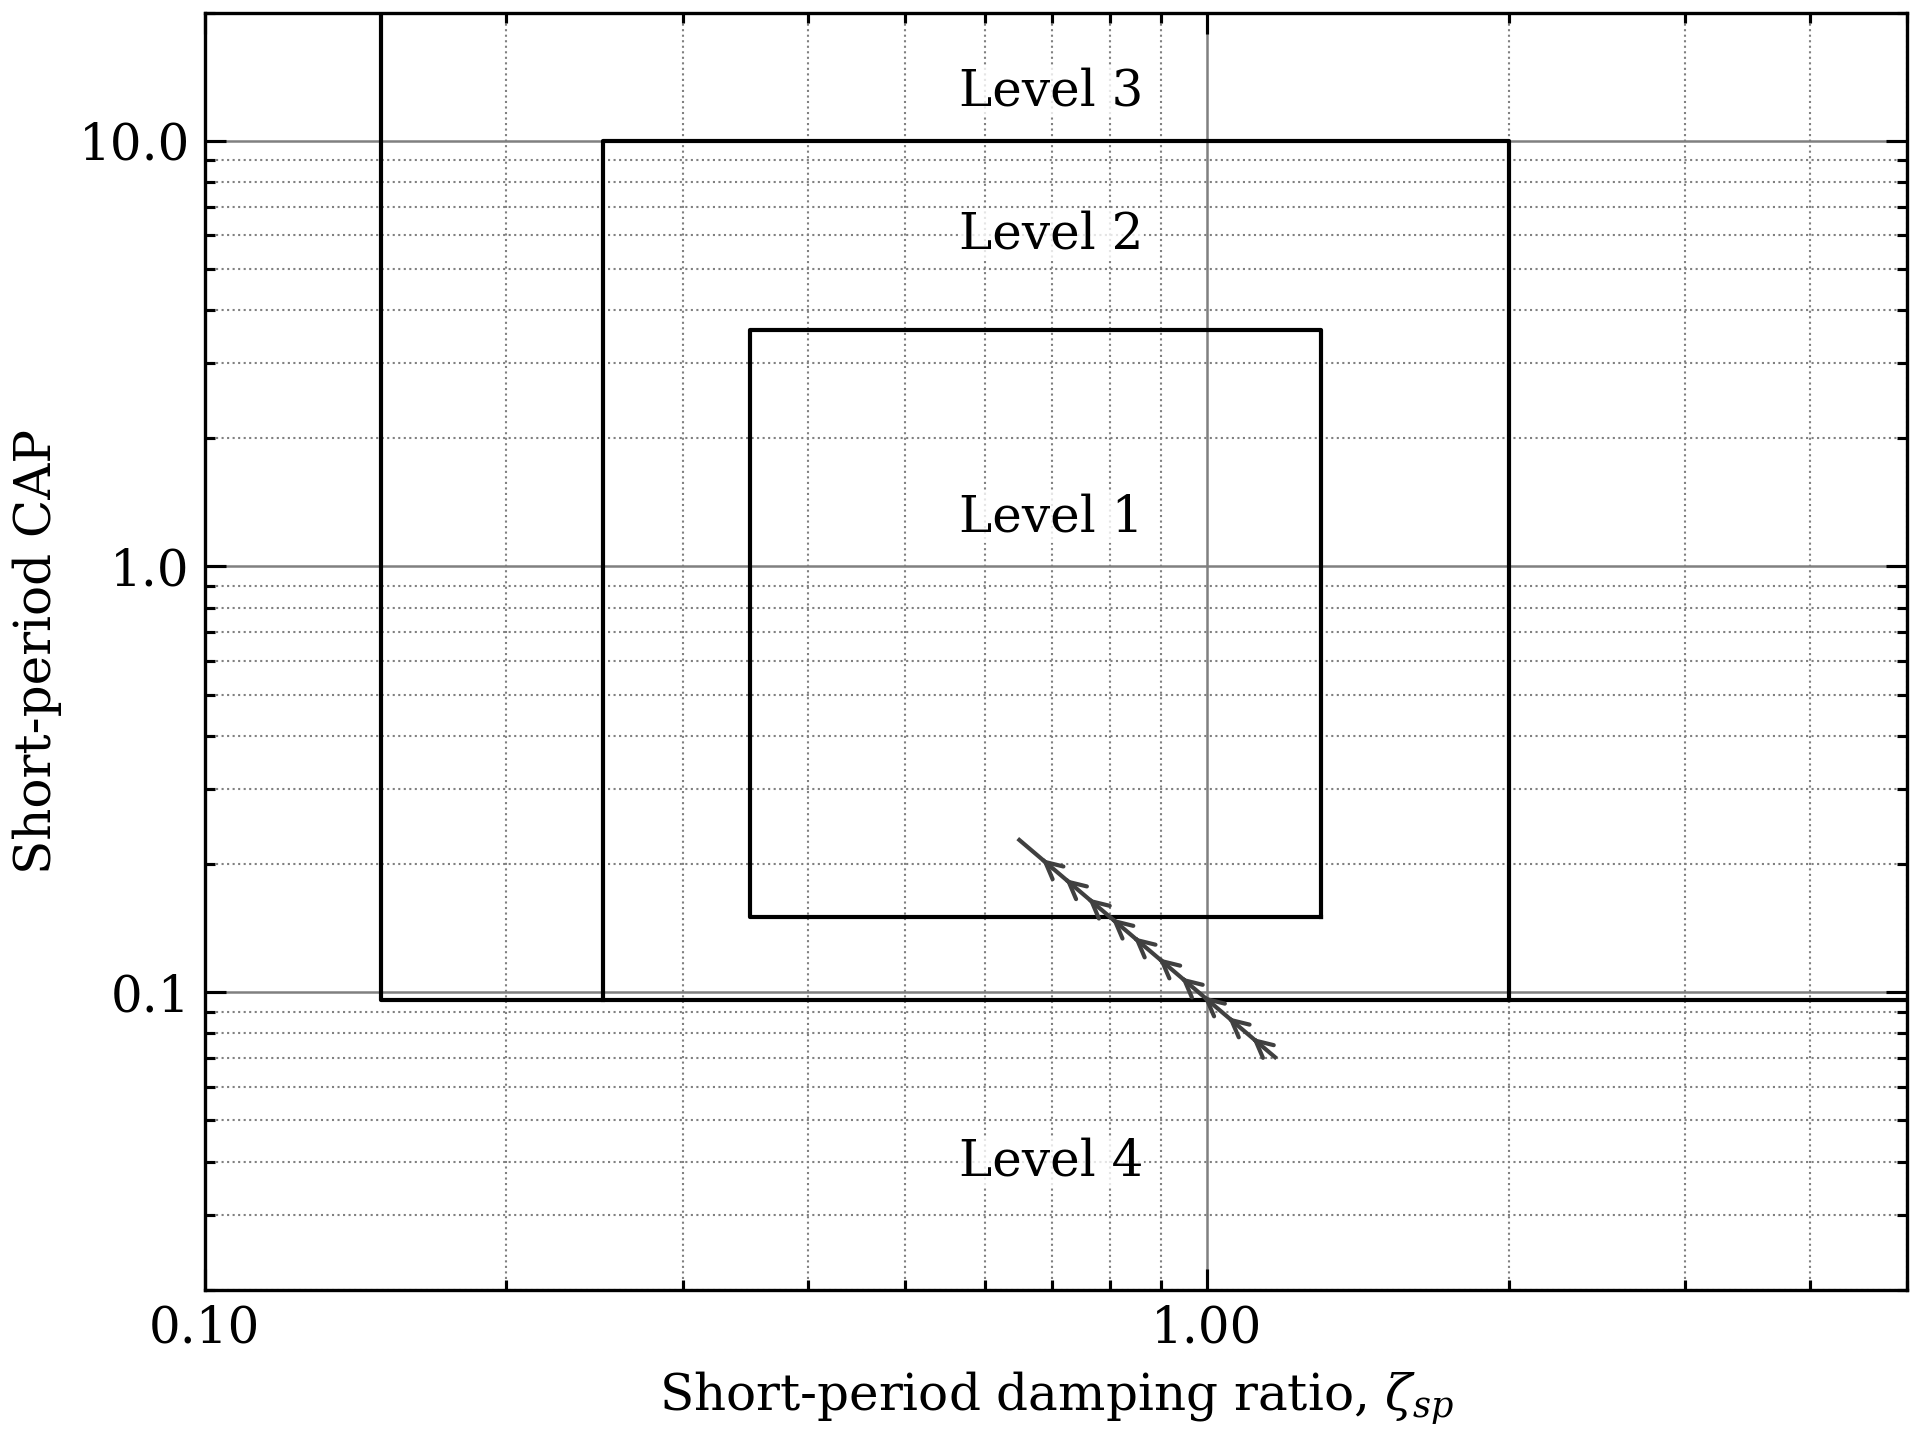 Level 3
10.0
Level 2
Level 1
1.0
Short-period CAP
0.1
Level 4
0.10
1.00
Short-period damping ratio, ζsp